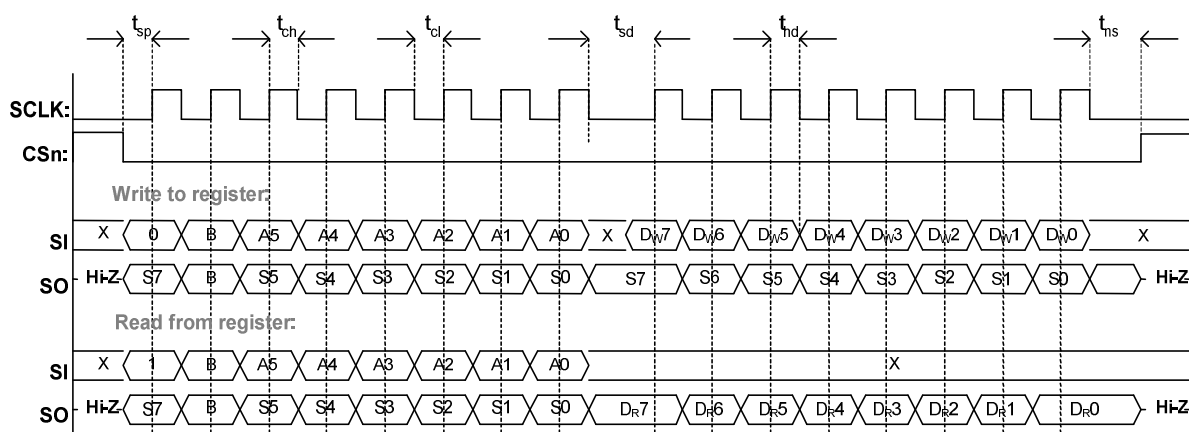 tsp tch tcl tsd thd tns
SCLK:
CSn:
Write to register:
SI X 0 B A5 A4 A3 A2 A1 A0 X DW7 DW6 DW5 DW4 DW3 DW2 DW1 DW0 X
SO Hi-Z S7 B S5 S4 S3 S2 S1 S0 S7 S6 S5 S4 S3 S2 S1 S0 Hi-Z
Read from register:
SI X 1 B A5 A4 A3 A2 A1 A0 X
SO Hi-Z S7 B S5 S4 S3 S2 S1 S0 DR7 DR6 DR5 DR4 DR3 DR2 DR1 DR0 Hi-Z